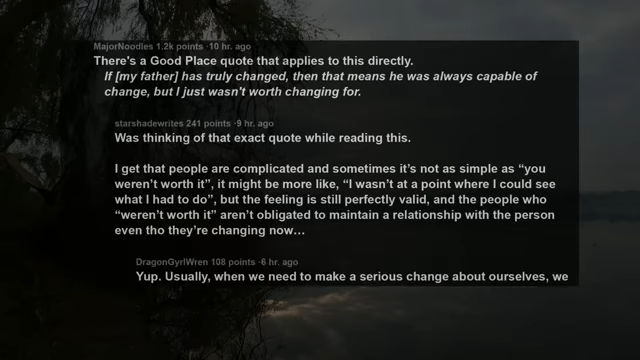 MajorNoodles 1.2k points ·10 hr. ago
There's a Good Place quote that applies to this directly.
If [my father] has truly changed, then that means he was always capable of
change, but I just wasn't worth changing for.
starshadewrites 241 points ·9 hr. ago
Was thinking of that exact quote while reading this.
I get that people are complicated and sometimes it’s not as simple as “you
weren’t worth it”, it might be more like, “I wasn’t at a point where I could see
what I had to do”, but the feeling is still perfectly valid, and the people who
“weren’t worth it” aren’t obligated to maintain a relationship with the person
even tho they’re changing now…
DragonGyrlWren 108 points ·6 hr. ago
Yup. Usually, when we need to make a serious change about ourselves, we